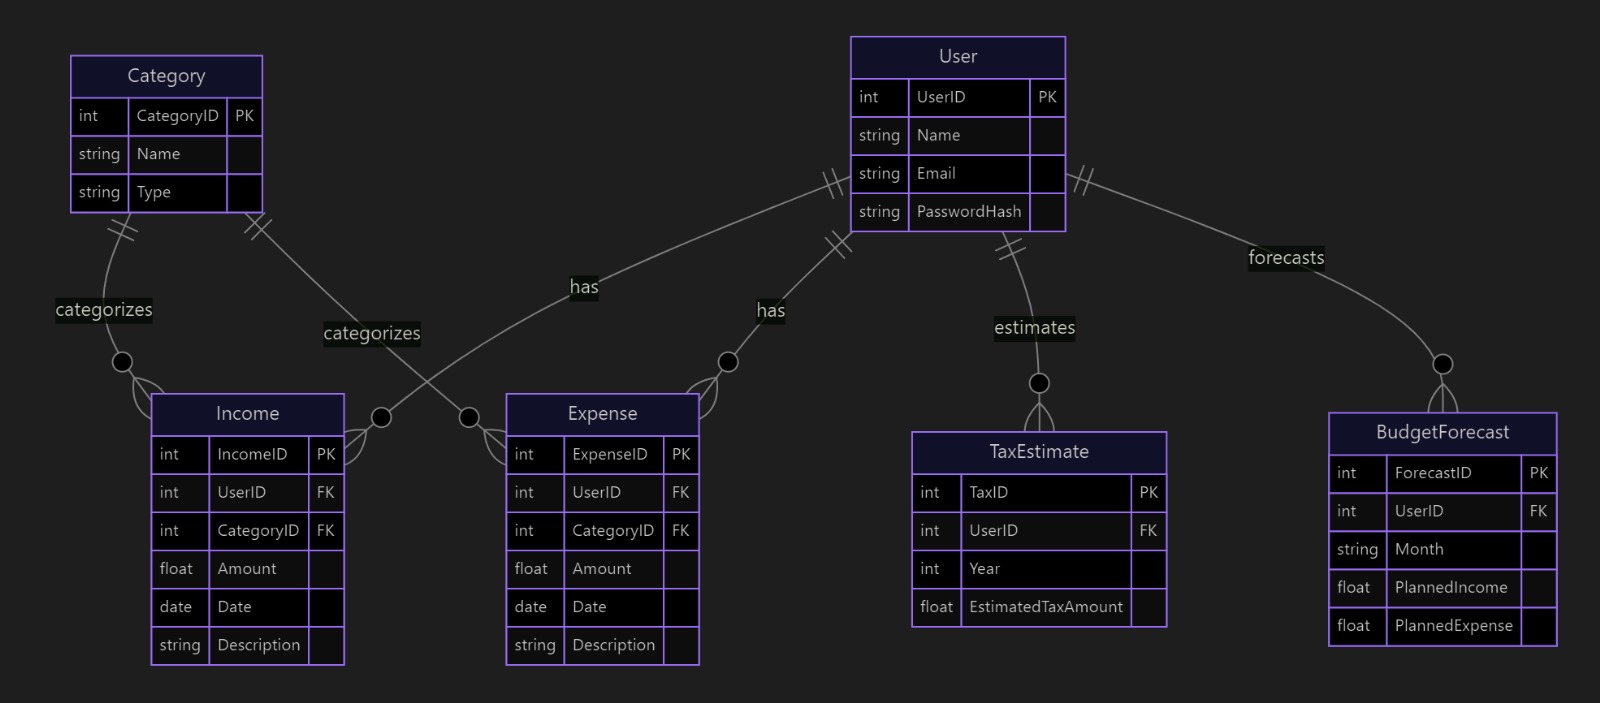 Category
int CategoryID PK
string Name
string Type
User
int UserID PK
string Name
string Email
string PasswordHash
categorizes
categorizes
has
has
estimates
forecasts
Income
int IncomeID PK
int UserID FK
int CategoryID FK
float Amount
date Date
string Description
Expense
int ExpenseID PK
int UserID FK
int CategoryID FK
float Amount
date Date
string Description
TaxEstimate
int TaxID PK
int UserID FK
int Year
float EstimatedTaxAmount
BudgetForecast
int ForecastID PK
int UserID FK
string Month
float PlannedIncome
float PlannedExpense